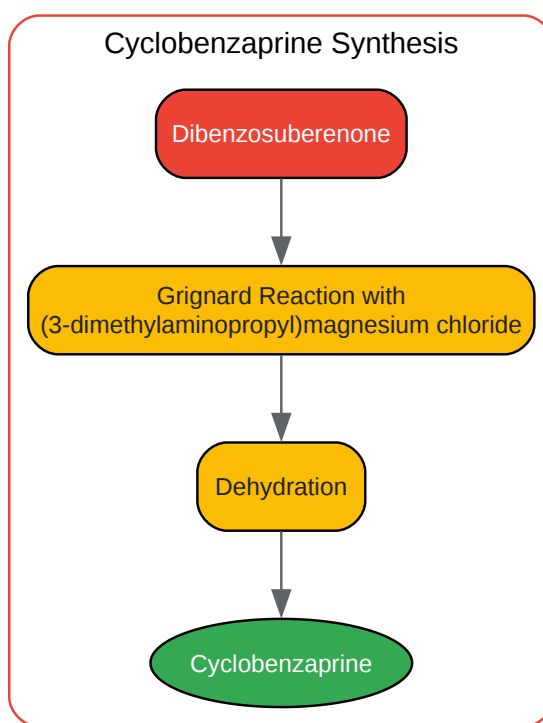 Cyclobenzaprine Synthesis
Dibenzosuberenone
Grignard Reaction with
(3-dimethylaminopropyl)magnesium chloride
Dehydration
Cyclobenzaprine